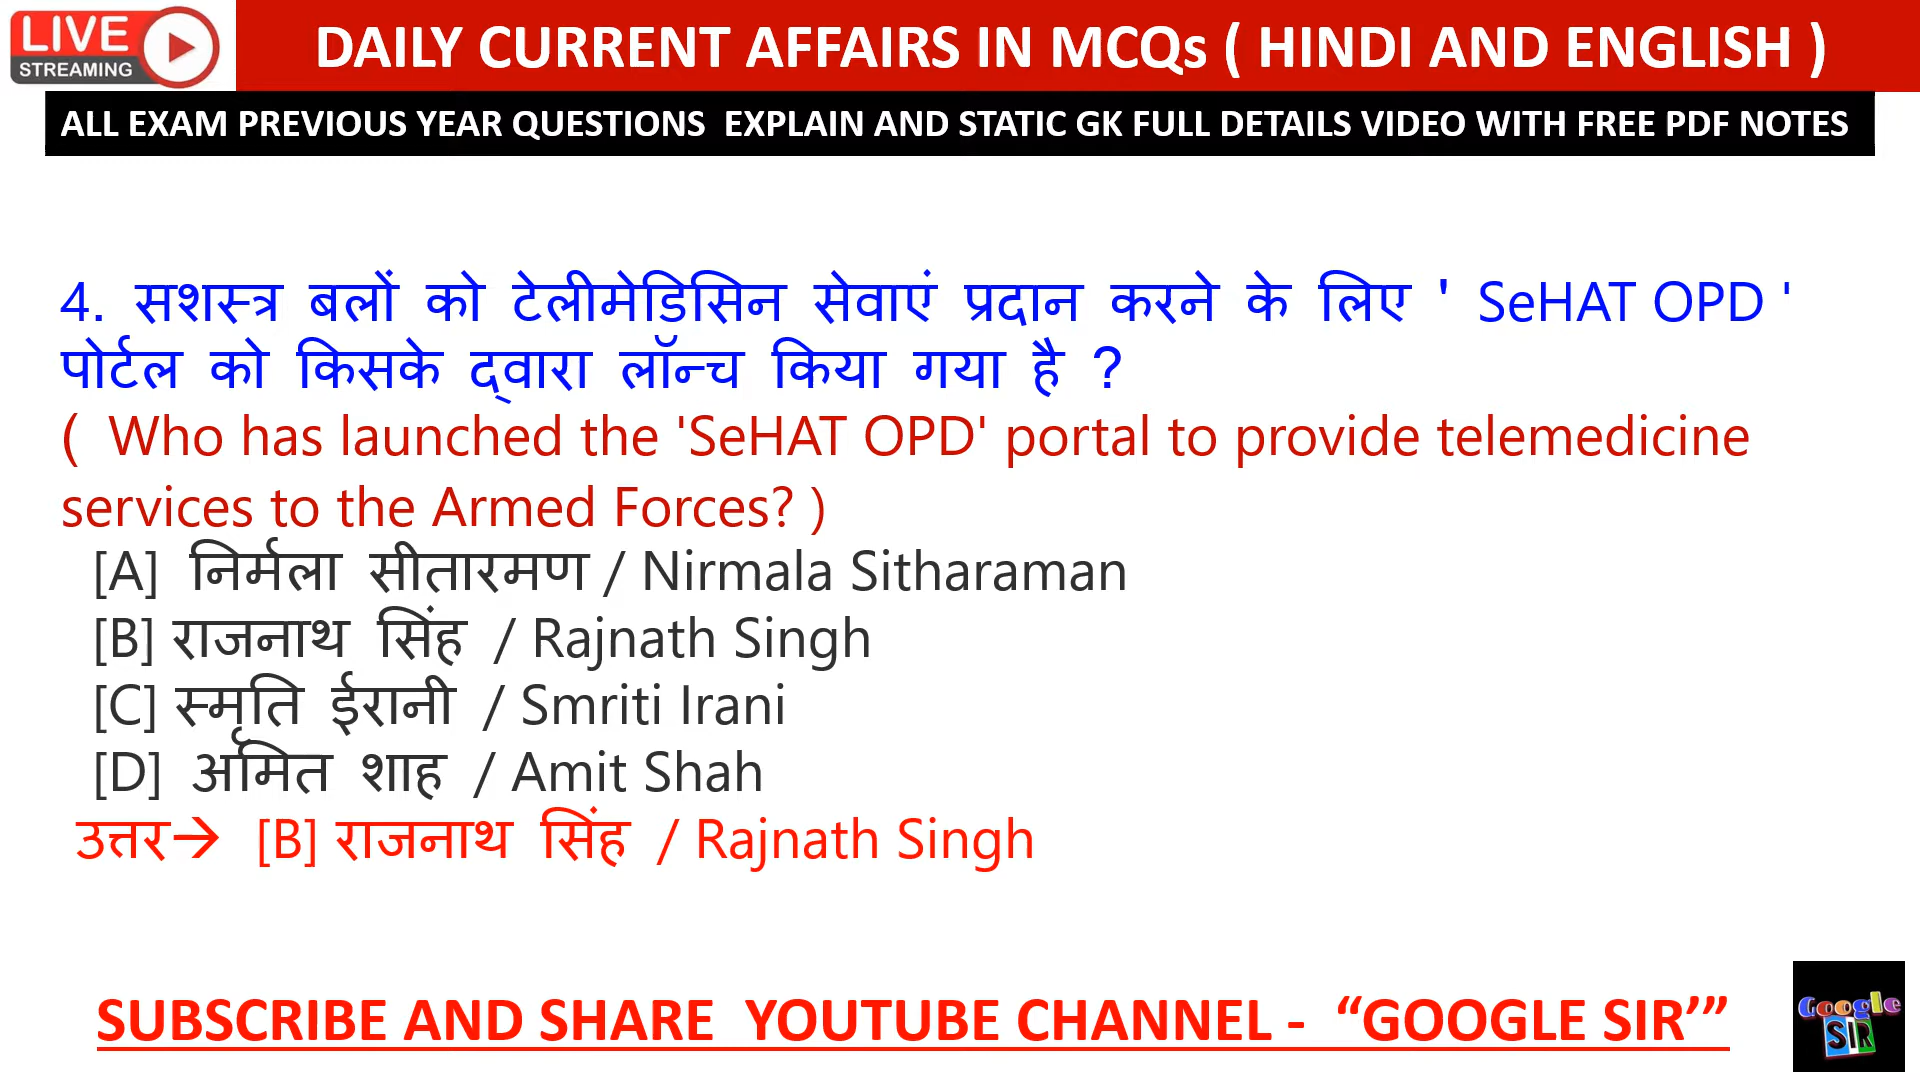 LIVE
STREAMING
DAILY CURRENT AFFAIRS IN MCQs ( HINDI AND ENGLISH )
ALL EXAM PREVIOUS YEAR QUESTIONS EXPLAIN AND STATIC GK FULL DETAILS VIDEO WITH FREE PDF NOTES
4. सशस्त्र बलों को टेलीमेडिसिन सेवाएं प्रदान करने के लिए ' SeHAT OPD '
पोर्टल को किसके द्वारा लॉन्च किया गया है ?
( Who has launched the 'SeHAT OPD' portal to provide telemedicine
services to the Armed Forces? )
[A] निर्मला सीतारमण / Nirmala Sitharaman
[B] राजनाथ सिंह / Rajnath Singh
[C] स्मृति ईरानी / Smriti Irani
[D] अमित शाह / Amit Shah
उत्तर→ [B] राजनाथ सिंह / Rajnath Singh
SUBSCRIBE AND SHARE YOUTUBE CHANNEL - “GOOGLE SIR’”
Google
SIR